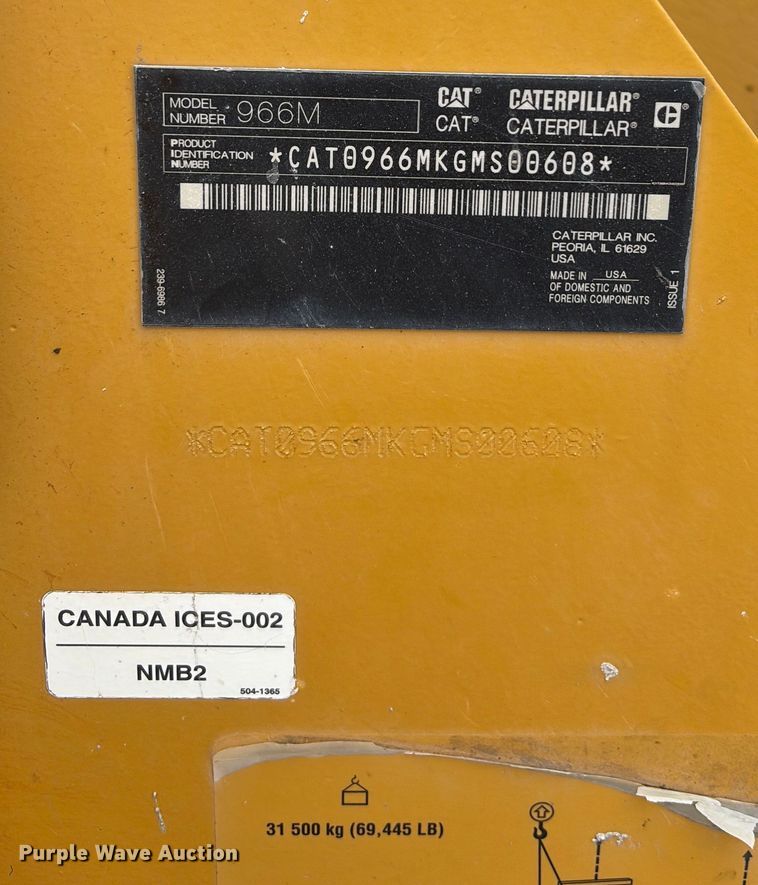 MODEL NUMBER 966M
CAT® CATERPILLAR®
CAT® CATERPILLAR®
PRODUCT IDENTIFICATION NUMBER *CAT0966MKGMS00608*
CATERPILLAR INC.
PEORIA, IL 61629
USA
MADE IN USA
OF DOMESTIC AND
FOREIGN COMPONENTS
239-6986 7
ISSUE 1
*CAT0966MKGMS00608*
CANADA ICES-002
NMB2
504-1365
31 500 kg (69,445 LB)
Purple Wave Auction